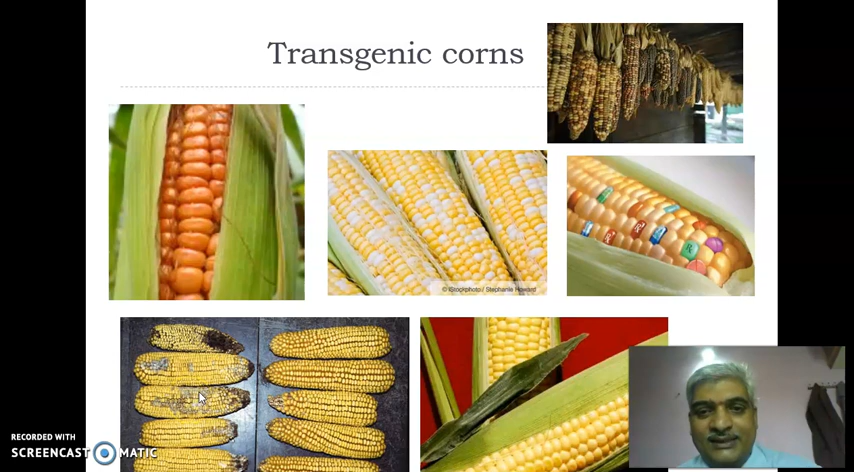 Transgenic corns
© iStockphoto / Stephanie Howard
RECORDED WITH
SCREENCAST MATIC